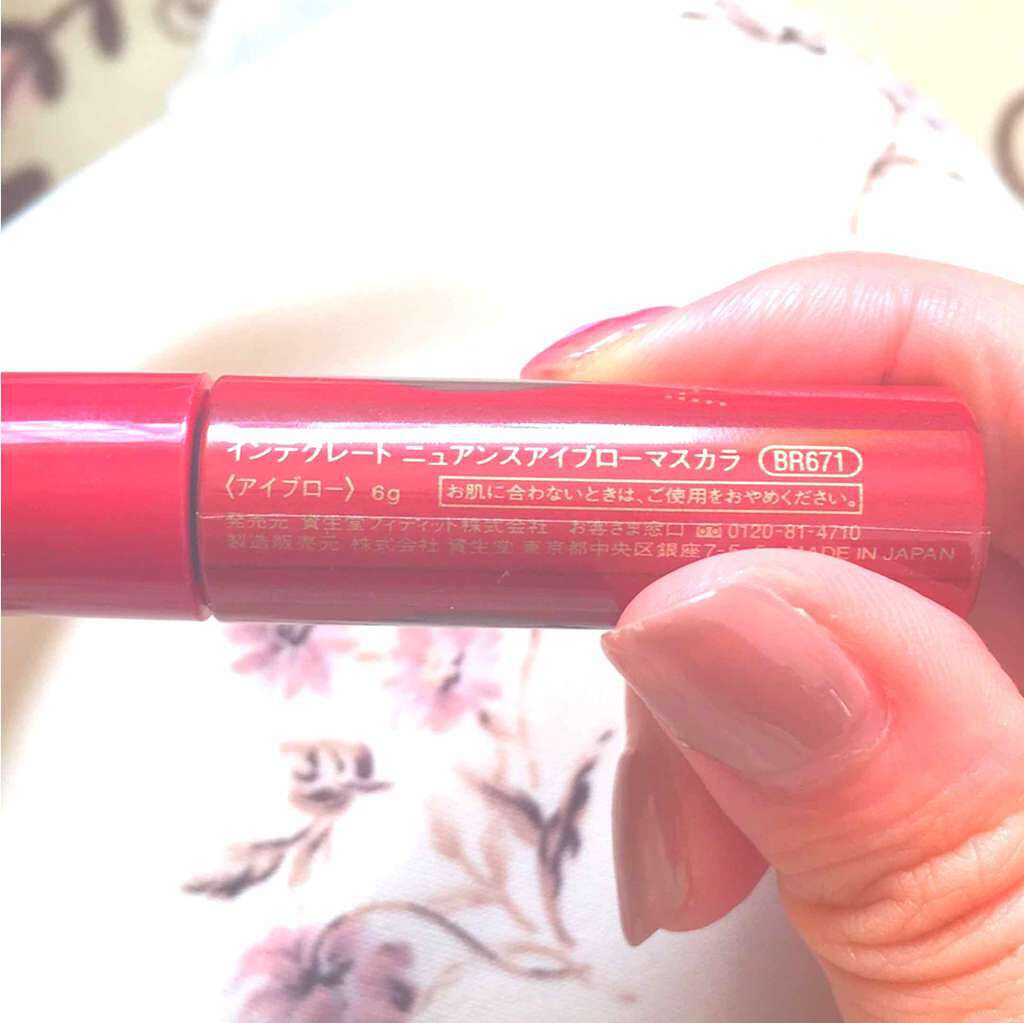 インテグレート ニュアンスアイブローマスカラ BR671
〈アイブロー〉 6g お肌に合わないときは、ご使用をおやめください。
発売元 資生堂フィティット株式会社 お客さま窓口 0120-81-4710
製造販売元 株式会社 資生堂 東京都中央区銀座7-5-5 MADE IN JAPAN